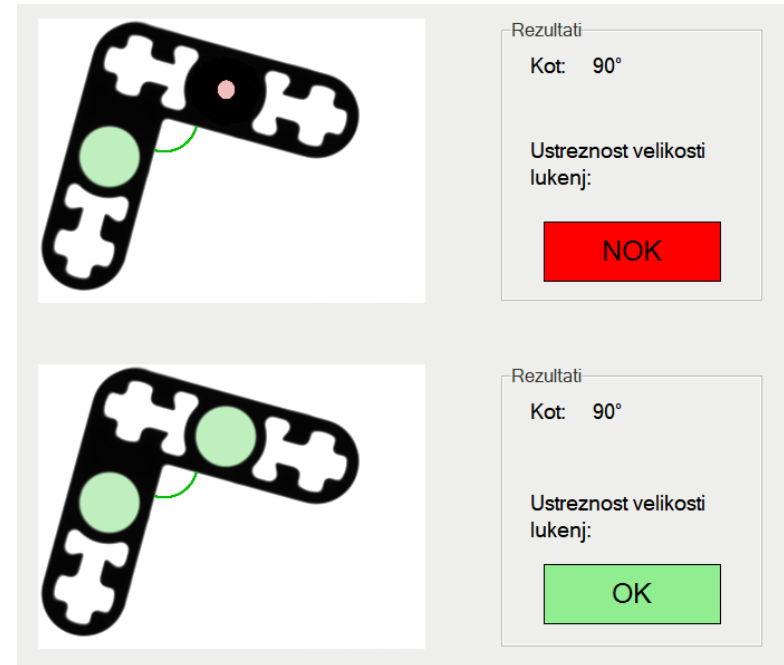 Rezultati
Kot: 90°
Ustreznost velikosti
lukenj:
NOK
Rezultati
Kot: 90°
Ustreznost velikosti
lukenj:
OK